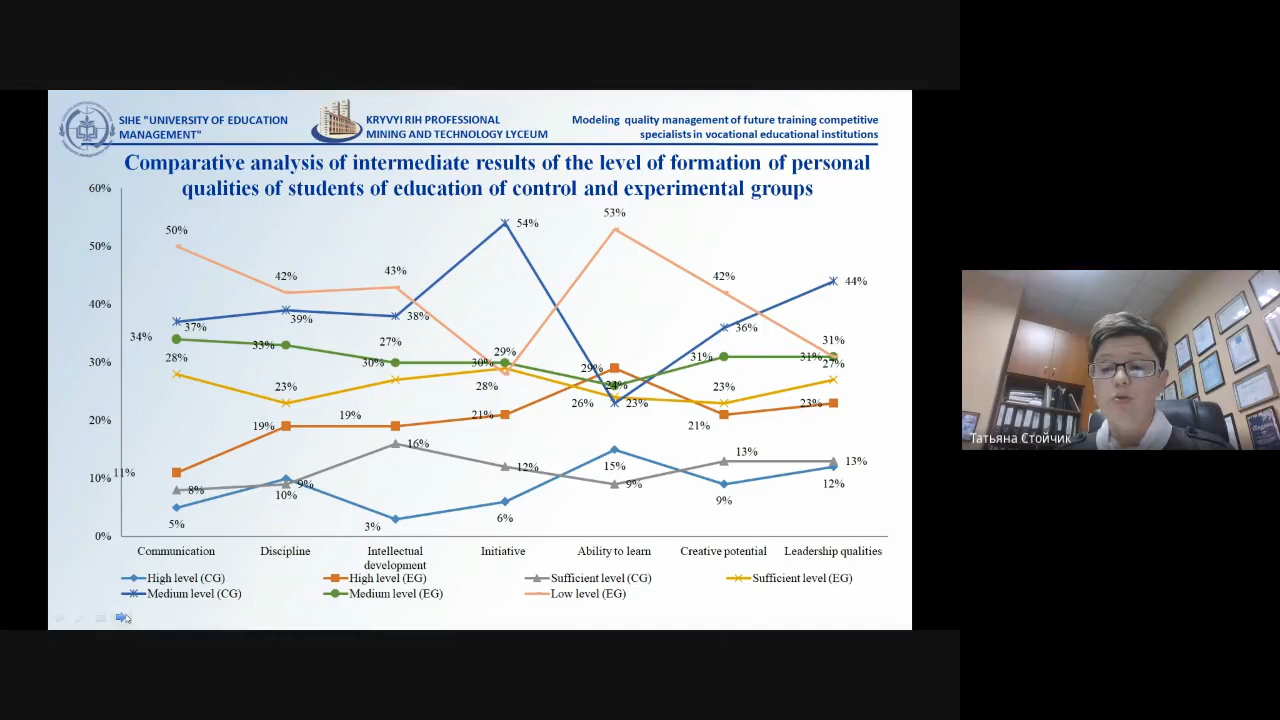 SIHE "UNIVERSITY OF EDUCATION
MANAGEMENT"
KRYVYI RIH PROFESSIONAL
MINING AND TECHNOLOGY LYCEUM
Modeling quality management of future training competitive
specialists in vocational educational institutions
Comparative analysis of intermediate results of the level of formation of personal
qualities of students of education of control and experimental groups
60%
50%
40%
30%
20%
10%
0%
50%
37%
34%
28%
11%
8%
5%
42%
39%
33%
23%
19%
9%
10%
43%
38%
27%
30%
19%
16%
3%
54%
29%
30%
28%
21%
12%
6%
53%
29%
24%
26%
23%
15%
9%
42%
36%
31%
23%
21%
13%
9%
44%
31%
31%
27%
23%
13%
12%
Communication
Discipline
Intellectual
development
Initiative
Ability to learn
Creative potential
Leadership qualities
High level (CG)
High level (EG)
Sufficient level (CG)
Sufficient level (EG)
Medium level (CG)
Medium level (EG)
Low level (EG)
Татьяна Стойчик